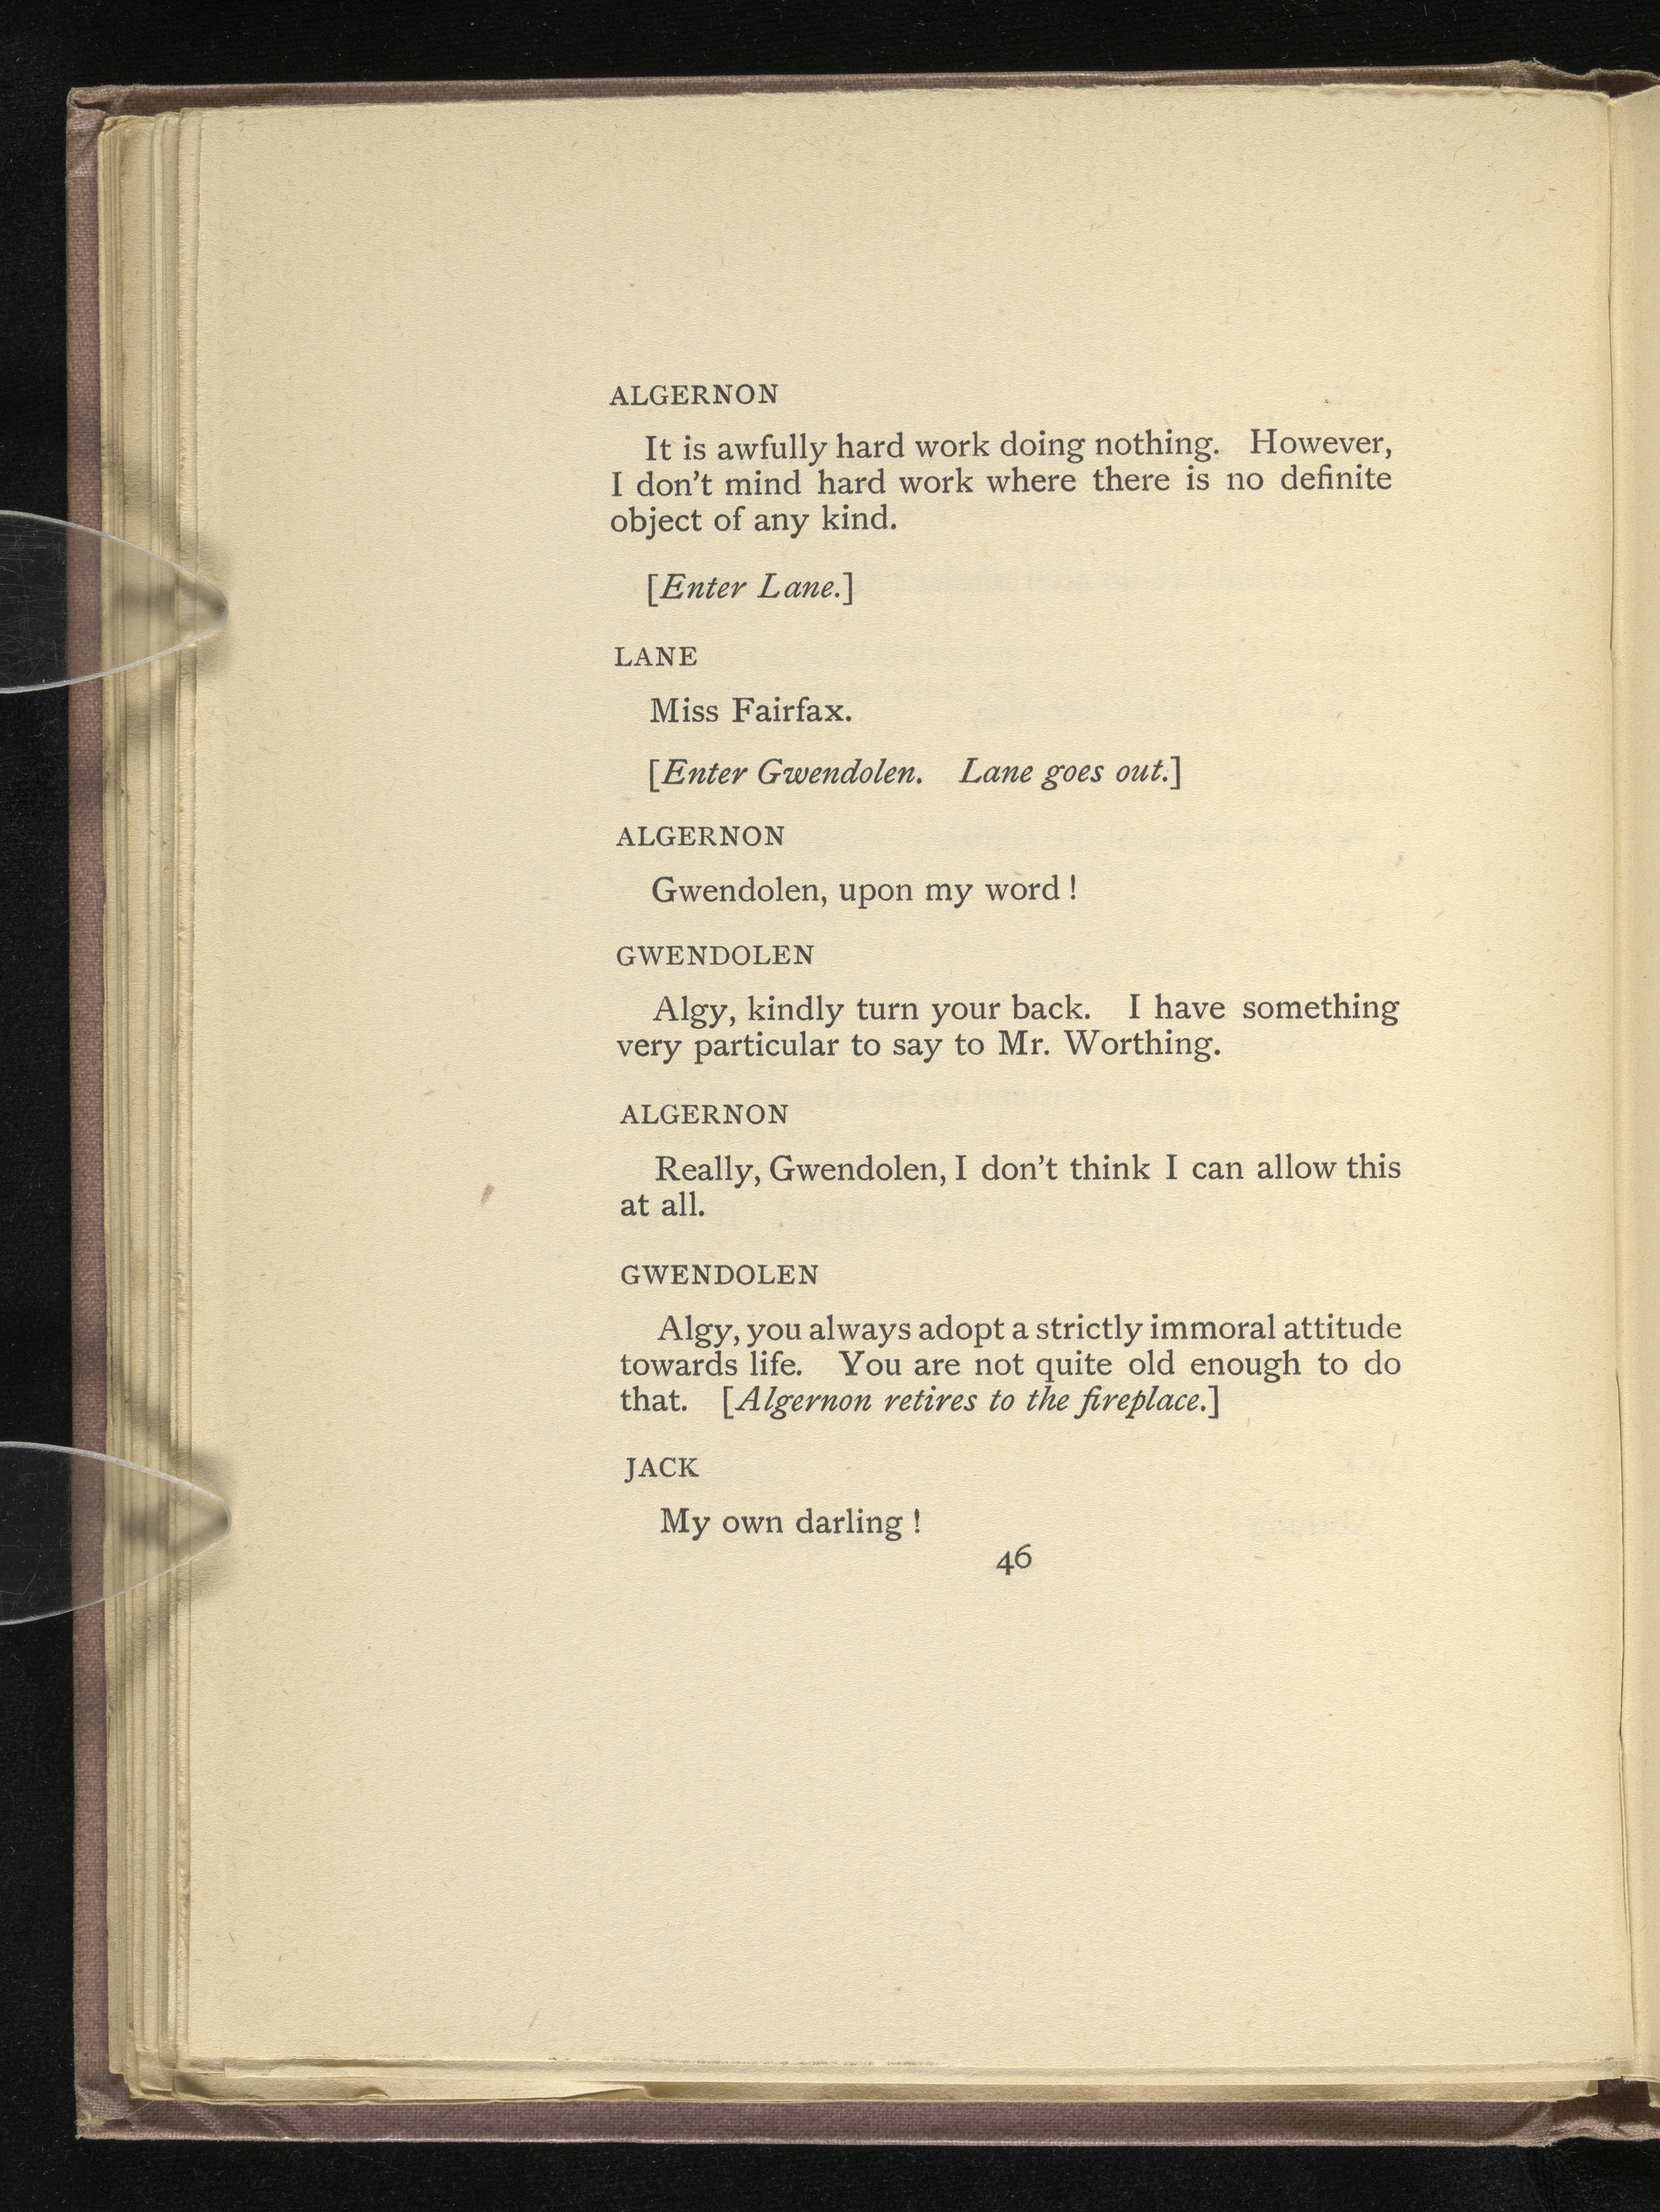 ALGERNON
It is awfully hard work doing nothing. However,
I don't mind hard work where there is no definite
object of any kind.
[Enter Lane.]
LANE
Miss Fairfax.
[Enter Gwendolen. Lane goes out.]
ALGERNON
Gwendolen, upon my word !
GWENDOLEN
Algy, kindly turn your back. I have something
very particular to say to Mr. Worthing.
ALGERNON
Really, Gwendolen, I don't think I can allow this
at all.
GWENDOLEN
Algy, you always adopt a strictly immoral attitude
towards life. You are not quite old enough to do
that. [Algernon retires to the fireplace.]
JACK
My own darling !
46